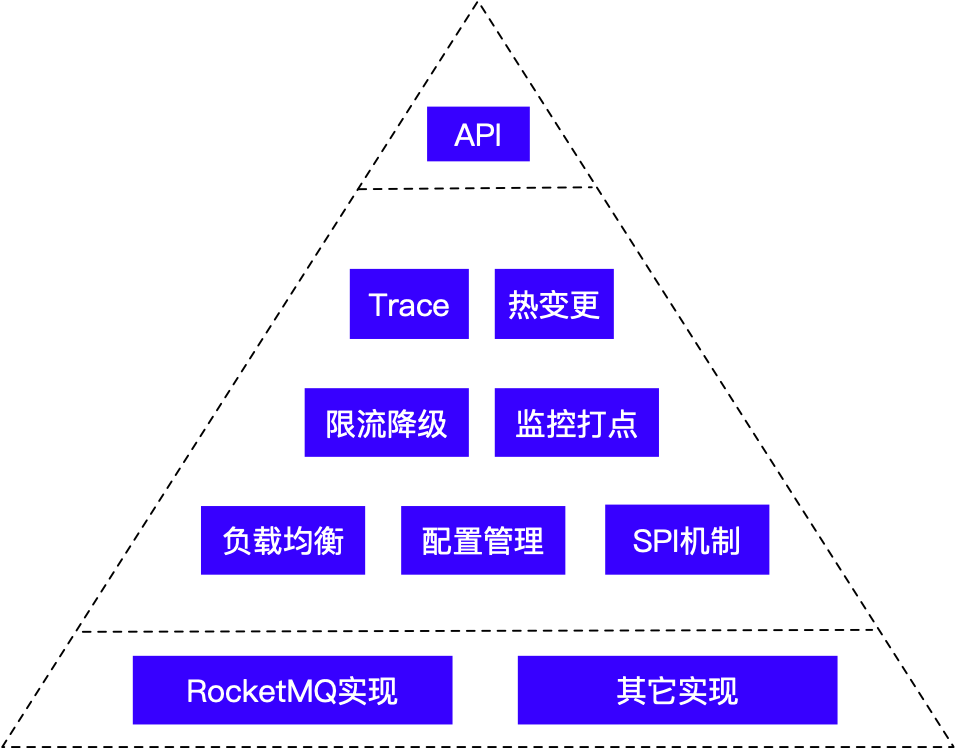 API
Trace
热变更
限流降级
监控打点
负载均衡
配置管理
SPI机制
RocketMQ实现
其它实现